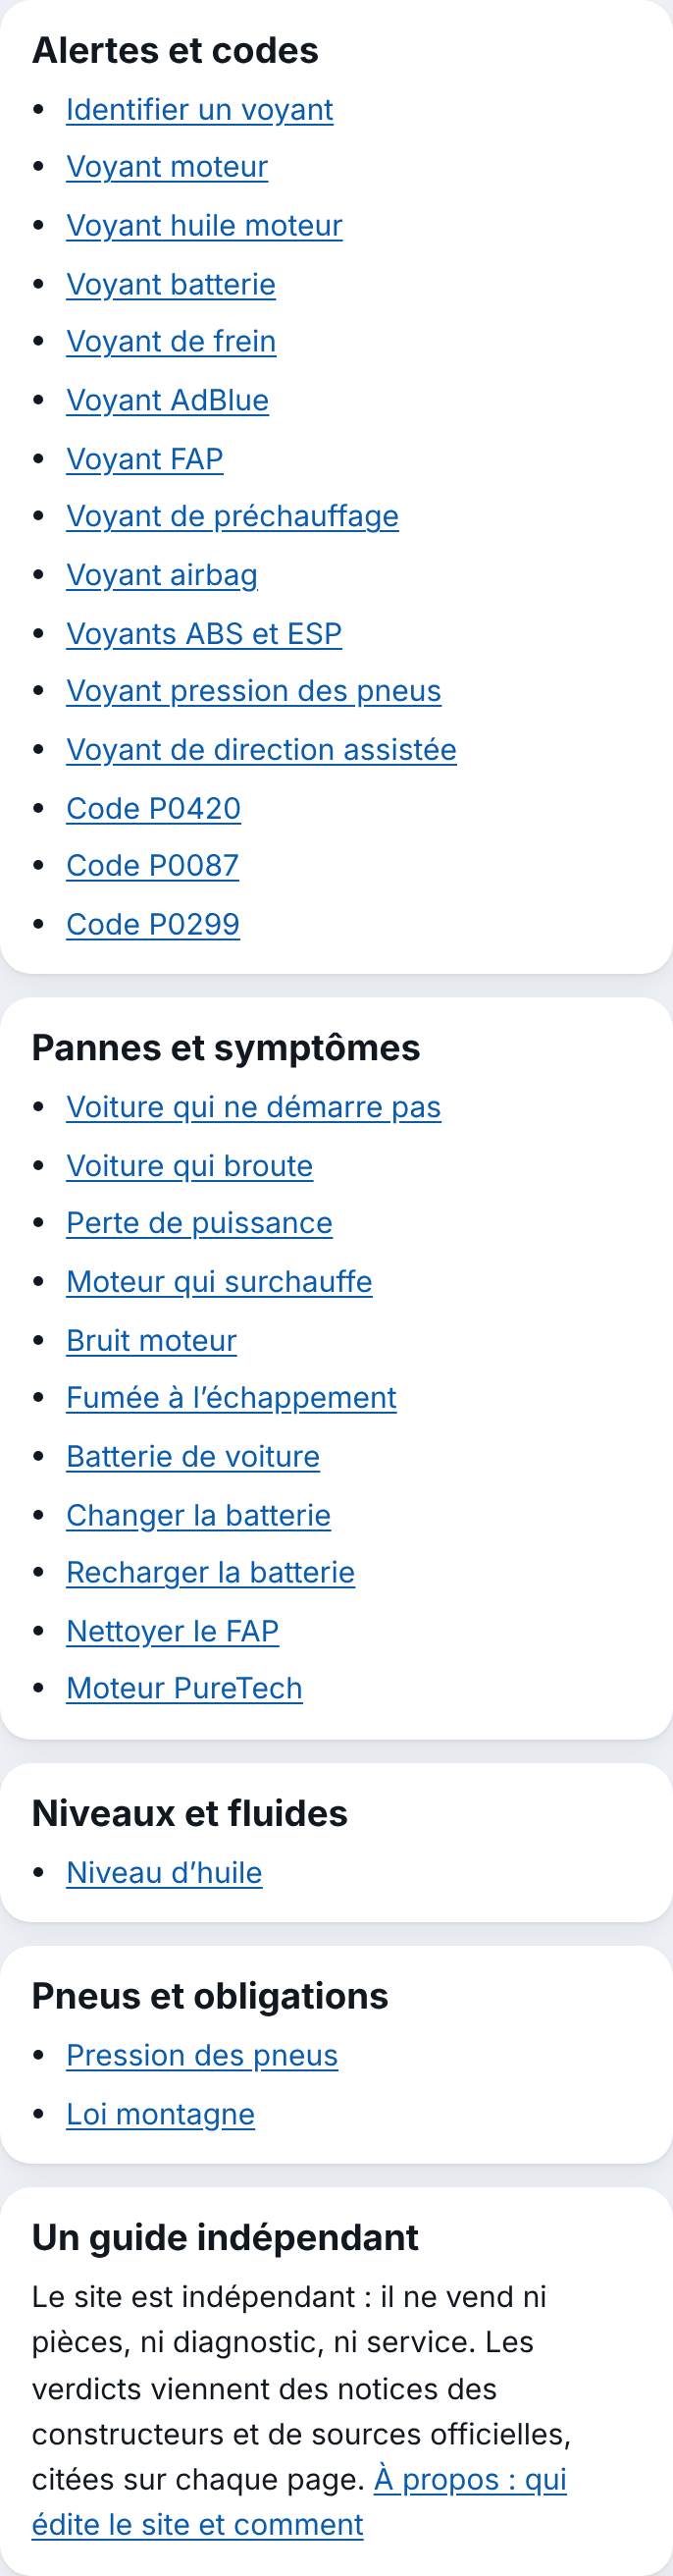 Alertes et codes
• Identifier un voyant
• Voyant moteur
• Voyant huile moteur
• Voyant batterie
• Voyant de frein
• Voyant AdBlue
• Voyant FAP
• Voyant de préchauffage
• Voyant airbag
• Voyants ABS et ESP
• Voyant pression des pneus
• Voyant de direction assistée
• Code P0420
• Code P0087
• Code P0299
Pannes et symptômes
• Voiture qui ne démarre pas
• Voiture qui broute
• Perte de puissance
• Moteur qui surchauffe
• Bruit moteur
• Fumée à l’échappement
• Batterie de voiture
• Changer la batterie
• Recharger la batterie
• Nettoyer le FAP
• Moteur PureTech
Niveaux et fluides
• Niveau d’huile
Pneus et obligations
• Pression des pneus
• Loi montagne
Un guide indépendant
Le site est indépendant : il ne vend ni
pièces, ni diagnostic, ni service. Les
verdicts viennent des notices des
constructeurs et de sources officielles,
citées sur chaque page. À propos : qui
édite le site et comment